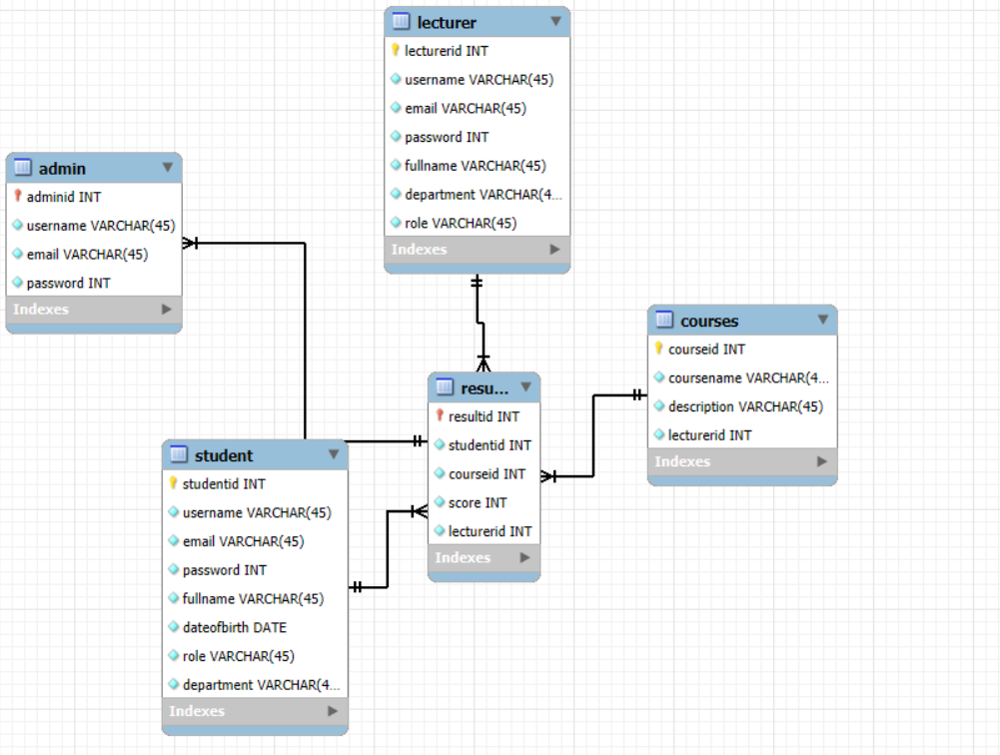 lecturer
lecturerid INT
username VARCHAR(45)
email VARCHAR(45)
password INT
fullname VARCHAR(45)
department VARCHAR(4...
role VARCHAR(45)
Indexes
admin
adminid INT
username VARCHAR(45)
email VARCHAR(45)
password INT
Indexes
courses
courseid INT
coursename VARCHAR(4...
description VARCHAR(45)
lecturerid INT
Indexes
resu...
resultid INT
studentid INT
courseid INT
score INT
lecturerid INT
Indexes
student
studentid INT
username VARCHAR(45)
email VARCHAR(45)
password INT
fullname VARCHAR(45)
dateofbirth DATE
role VARCHAR(45)
department VARCHAR(4...
Indexes